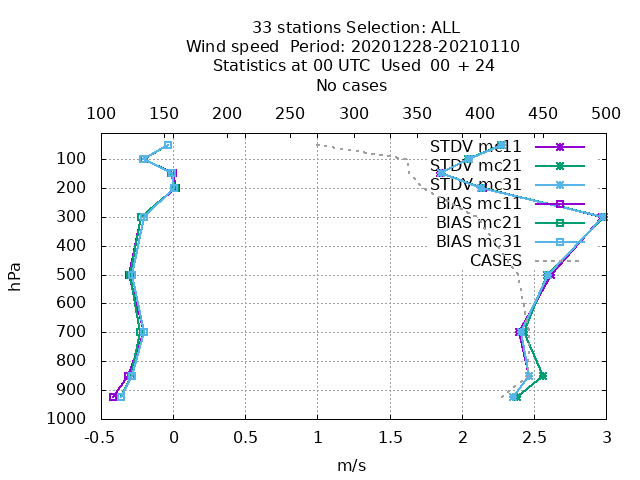 33 stations Selection: ALL
Wind speed  Period: 20201228-20210110
Statistics at 00 UTC  Used  00 + 24
No cases
100 150 200 250 300 350 400 450 500
STDV mc11
STDV mc21
STDV mc31
BIAS mc11
BIAS mc21
BIAS mc31
CASES
100
200
300
400
500
600
700
800
900
1000
hPa
-0.5 0 0.5 1 1.5 2 2.5 3
m/s